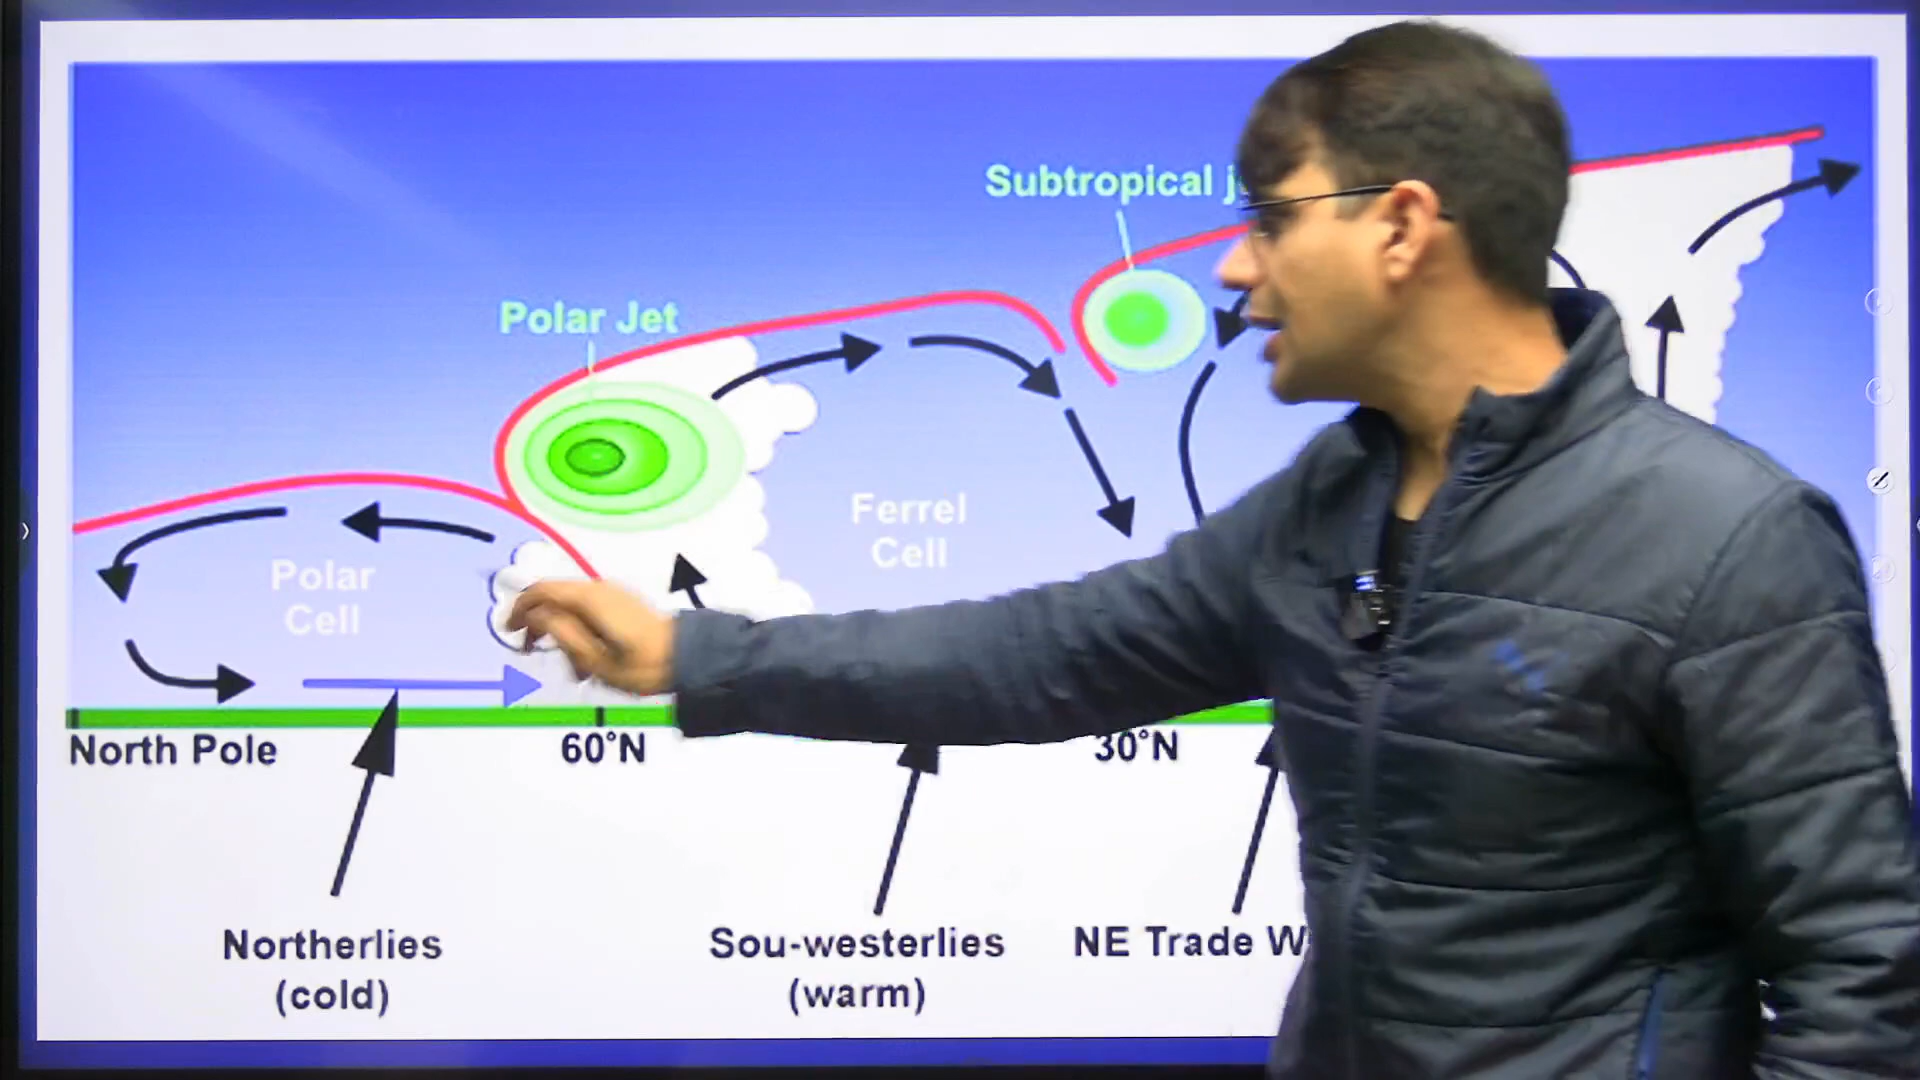 Subtropical
Polar Jet
Ferrel
Cell
Polar
Cell
North Pole
60°N
30°N
Northerlies
(cold)
Sou-westerlies
(warm)
NE Trade